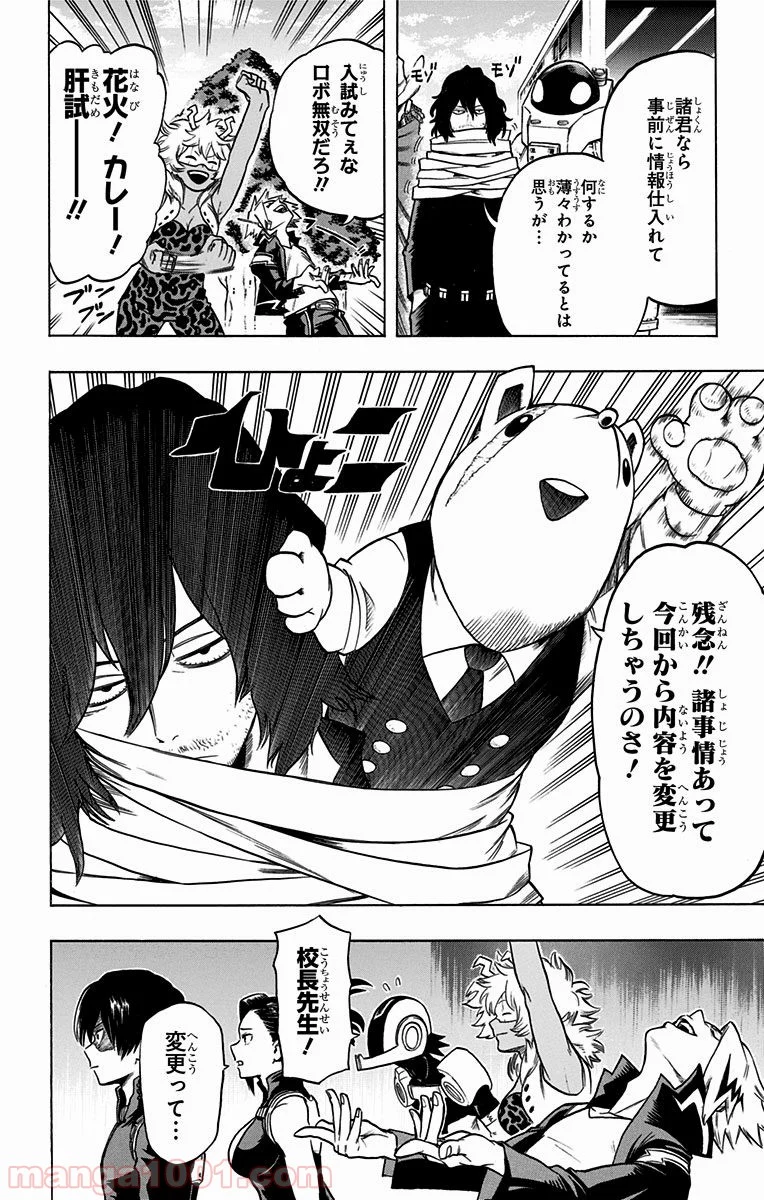 諸君なら
事前に情報仕入れて
何するか
薄々わかってるとは
思うが…
モゾ
モゾ
入試みてえな
ロボ無双だろ!!
花火！カレー！
肝試――!!
ブン
ブン
ひょこ
残念!! 諸事情あって
今回から内容を変更
しちゃうのさ！
校長先生！
変更って…
manga1001.com